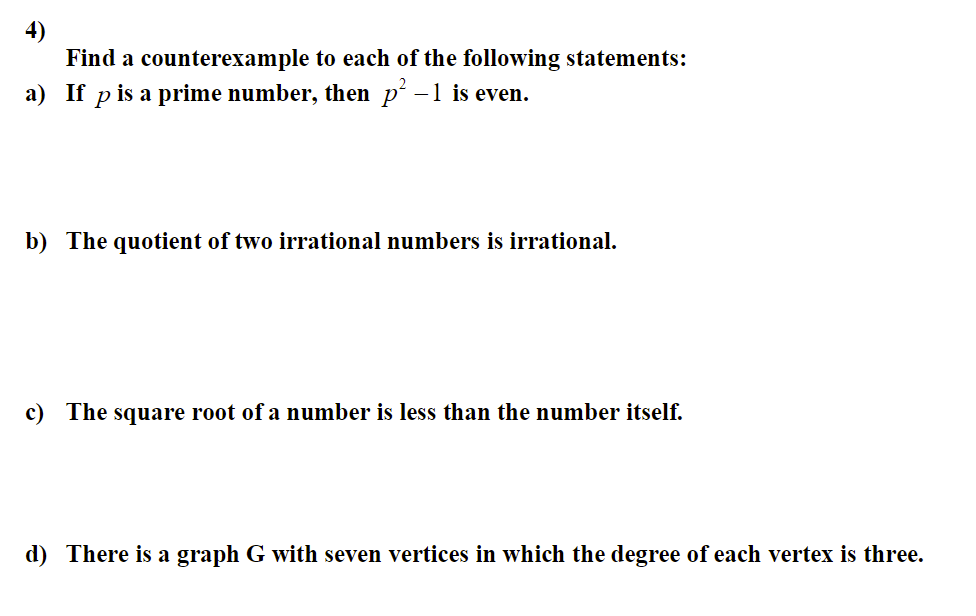 4)
Find a counterexample to each of the following statements:
a) If p is a prime number, then p² – 1 is even.
b) The quotient of two irrational numbers is irrational.
c) The square root of a number is less than the number itself.
d) There is a graph G with seven vertices in which the degree of each vertex is three.